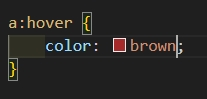 a:hover {
color: brown;
}